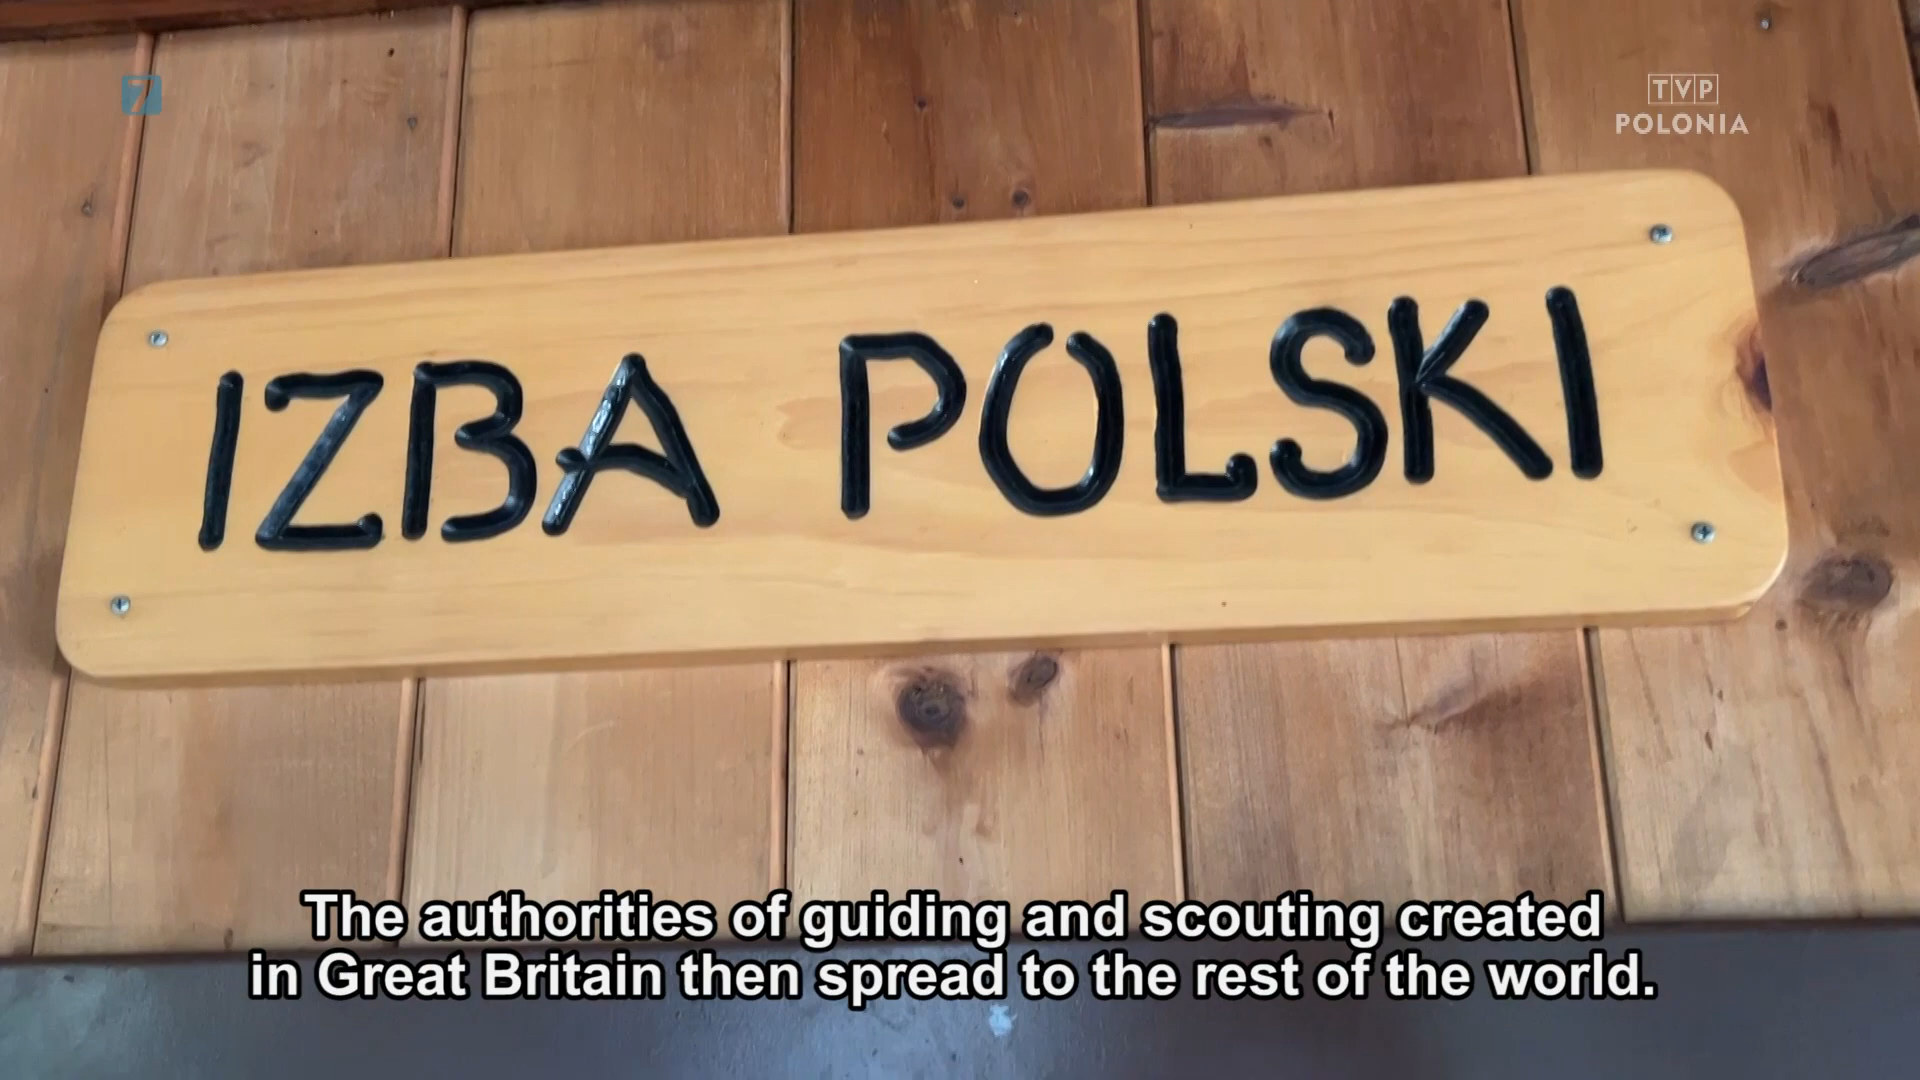 7
TVP
POLONIA
IZBA POLSKI
The authorities of guiding and scouting created
in Great Britain then spread to the rest of the world.